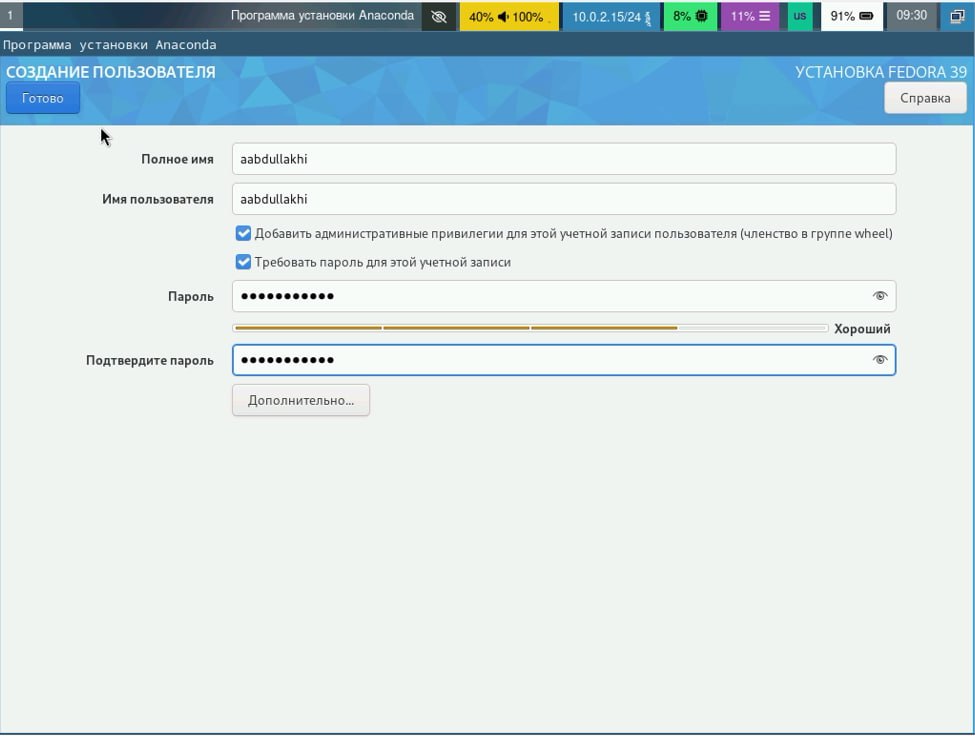 1 Программа установки Anaconda 40% 100% 10.0.2.15/24 8% 11% us 91% 09:30
Программа установки Anaconda
СОЗДАНИЕ ПОЛЬЗОВАТЕЛЯ УСТАНОВКА FEDORA 39
Готово Справка
Полное имя aabdullakhi
Имя пользователя aabdullakhi
Добавить административные привилегии для этой учетной записи пользователя (членство в группе wheel)
Требовать пароль для этой учетной записи
Пароль ●●●●●●●●●●●
Хороший
Подтвердите пароль ●●●●●●●●●●●
Дополнительно...